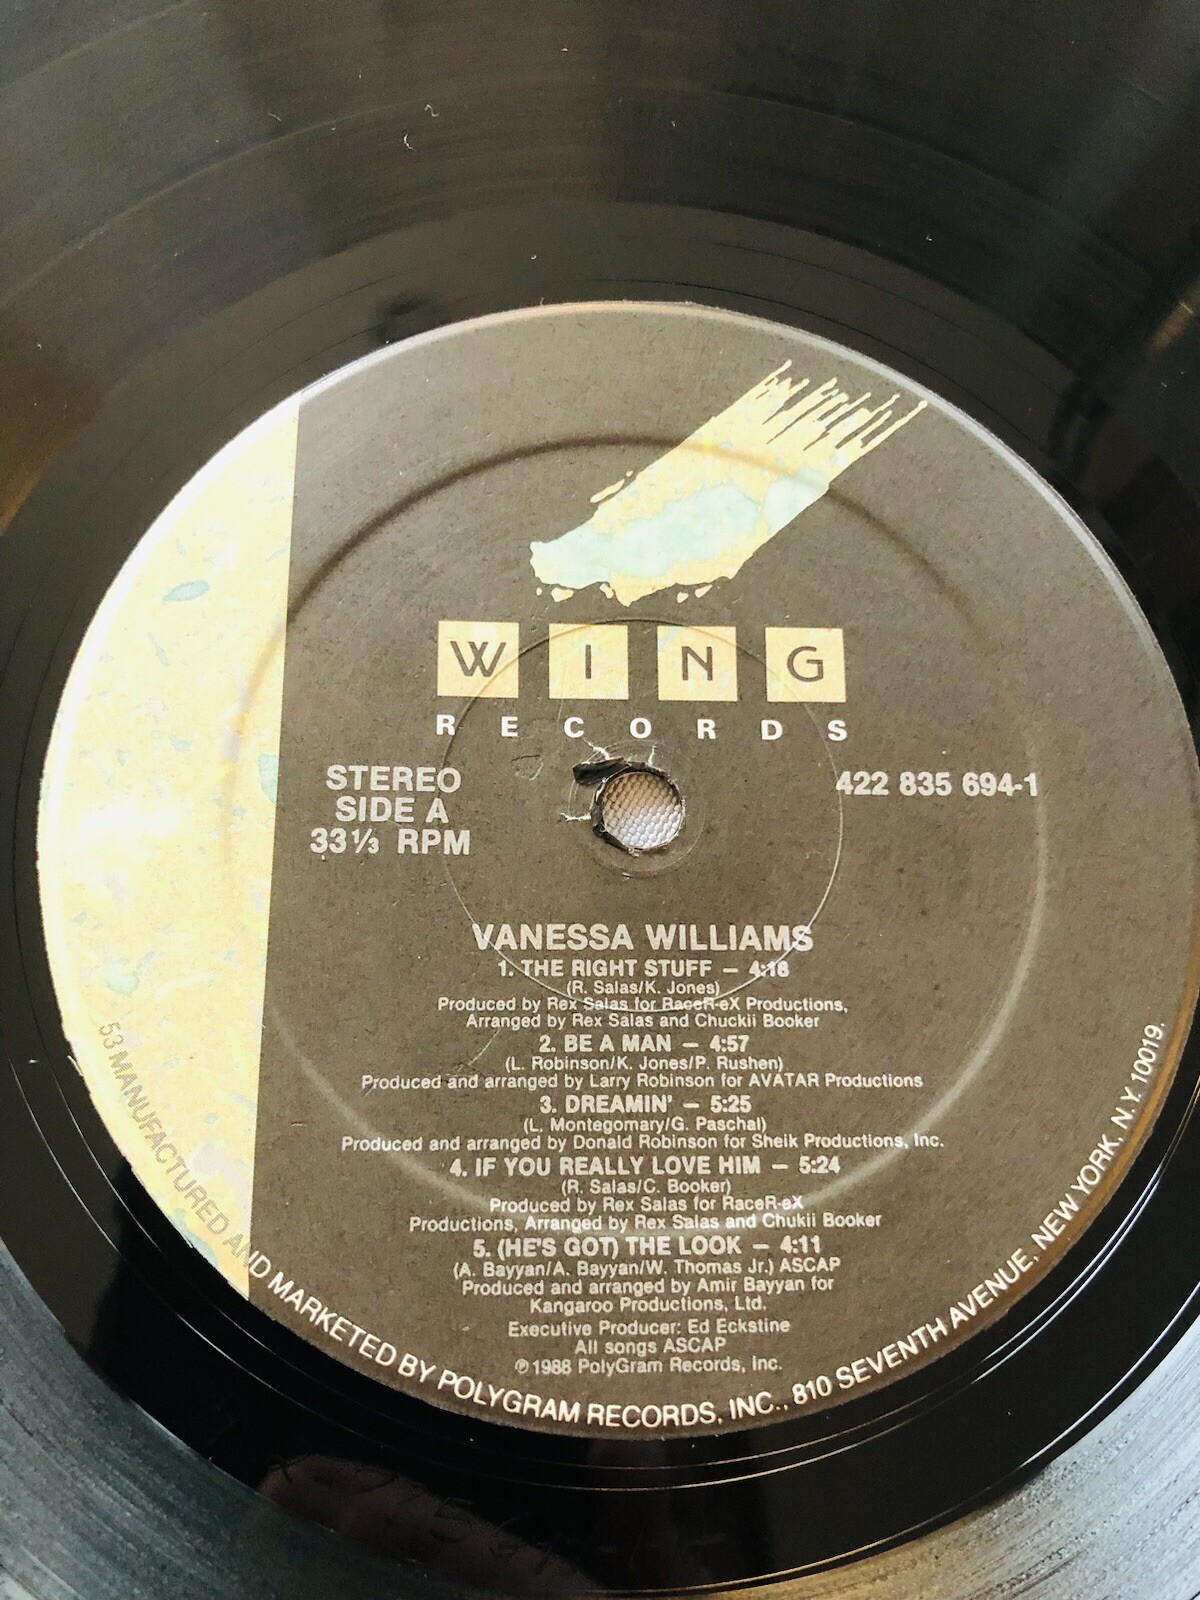 WING
RECORDS
STEREO
SIDE A
33⅓ RPM
422 835 694-1
VANESSA WILLIAMS
1. THE RIGHT STUFF – 4:18
(R. Salas/K. Jones)
Produced by Rex Salas for RaceR-eX Productions,
Arranged by Rex Salas and Chuckii Booker
2. BE A MAN – 4:57
(L. Robinson/K. Jones/P. Rushen)
Produced and arranged by Larry Robinson for AVATAR Productions
3. DREAMIN' – 5:25
(L. Montegomary/G. Paschal)
Produced and arranged by Donald Robinson for Sheik Productions, Inc.
4. IF YOU REALLY LOVE HIM – 5:24
(R. Salas/C. Booker)
Produced by Rex Salas for RaceR-eX
Productions, Arranged by Rex Salas and Chukii Booker
5. (HE'S GOT) THE LOOK – 4:11
(A. Bayyan/A. Bayyan/W. Thomas Jr.) ASCAP
Produced and arranged by Amir Bayyan for
Kangaroo Productions, Ltd.
Executive Producer: Ed Eckstine
All songs ASCAP
℗ 1988 PolyGram Records, Inc.
53 MANUFACTURED AND MARKETED BY POLYGRAM RECORDS, INC., 810 SEVENTH AVENUE, NEW YORK, N.Y. 10019.